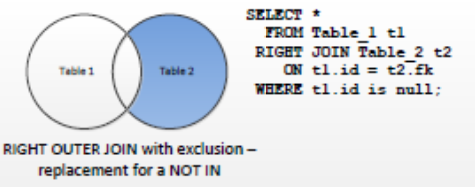 SELECT *
FROM Table_1 t1
RIGHT JOIN Table_2 t2
ON t1.id = t2.fk
WHERE t1.id is null;
Table 1
Table 2
RIGHT OUTER JOIN with exclusion –
replacement for a NOT IN